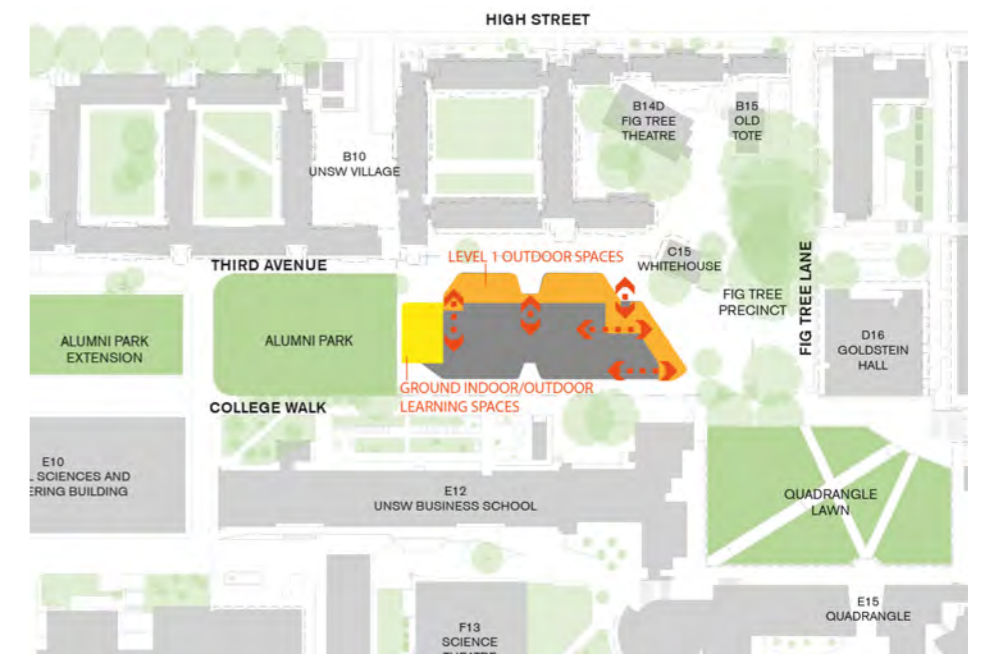 HIGH STREET
B14D
FIG TREE
THEATRE
B15
OLD
TOTE
B10
UNSW VILLAGE
C15
WHITEHOUSE
LEVEL 1 OUTDOOR SPACES
THIRD AVENUE
FIG TREE
PRECINCT
FIG TREE LANE
ALUMNI PARK
EXTENSION
ALUMNI PARK
D16
GOLDSTEIN
HALL
GROUND INDOOR/OUTDOOR
LEARNING SPACES
COLLEGE WALK
E10
L SCIENCES AND
ERING BUILDING
E12
UNSW BUSINESS SCHOOL
QUADRANGLE
LAWN
E15
QUADRANGLE
F13
SCIENCE